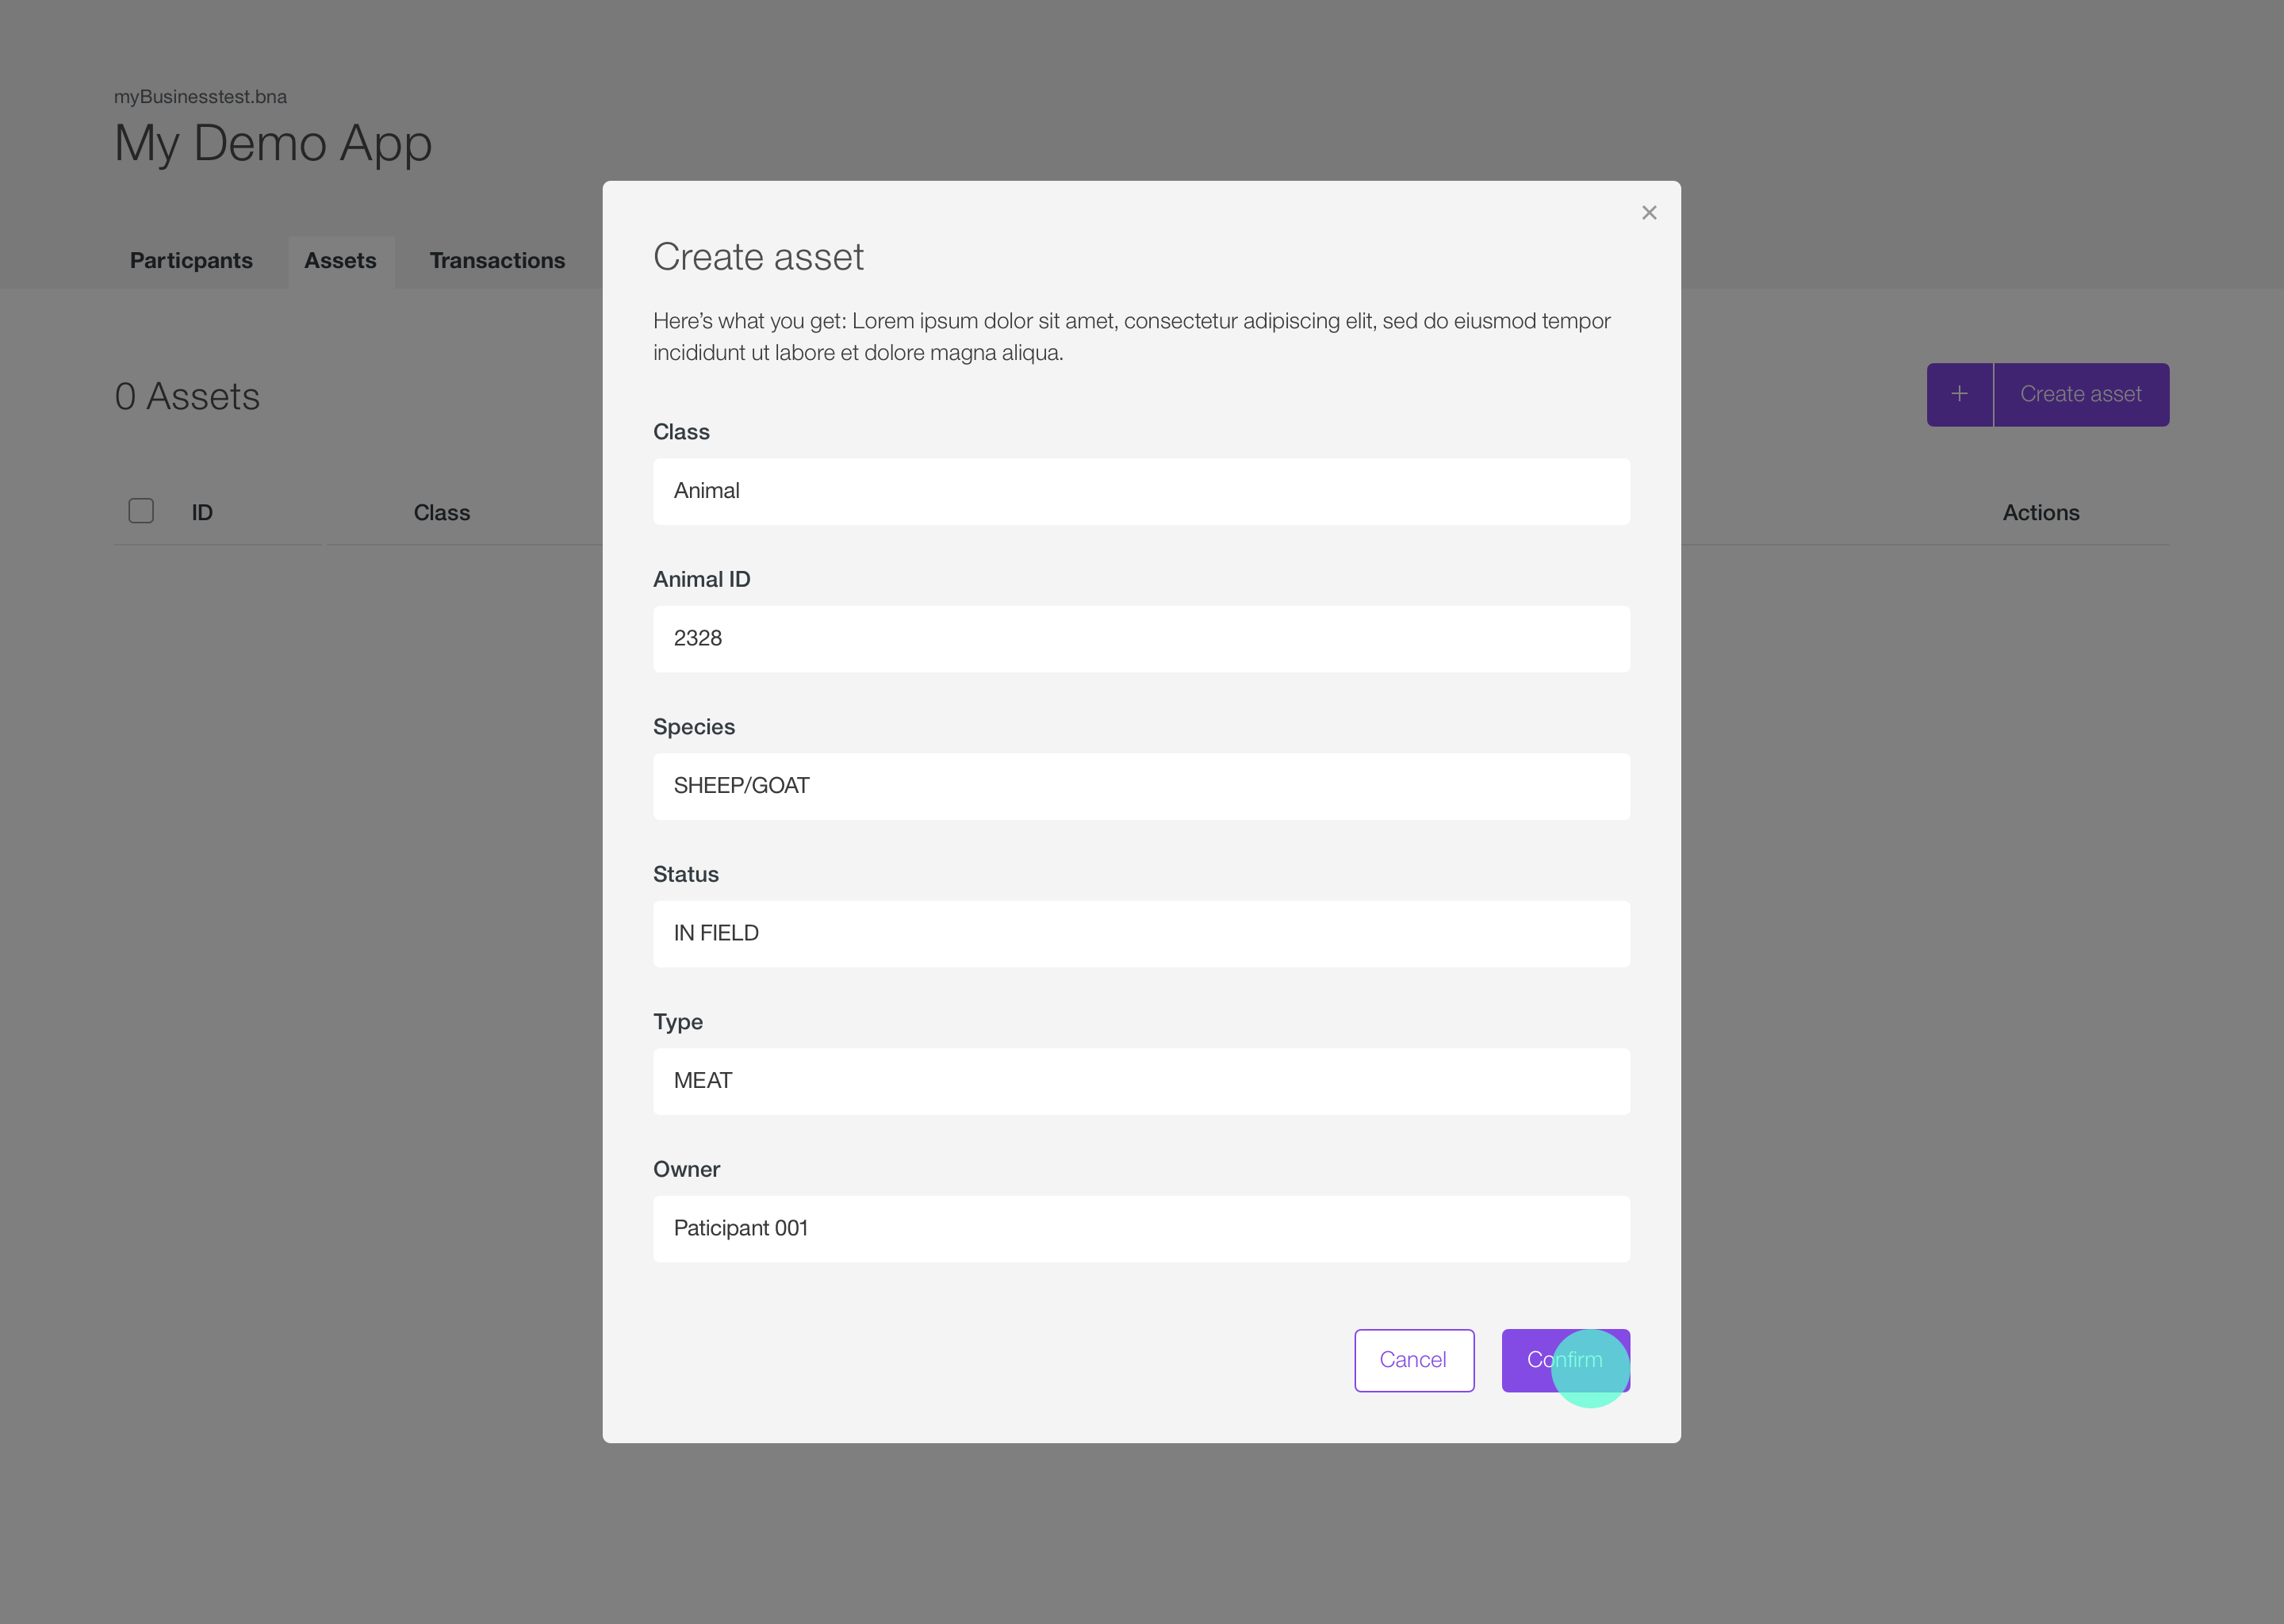 myBusinesstest.bna
My Demo App
Particpants
Assets
Transactions
0 Assets
+ Create asset
ID
Class
Actions
×
Create asset
Here’s what you get: Lorem ipsum dolor sit amet, consectetur adipiscing elit, sed do eiusmod tempor
incididunt ut labore et dolore magna aliqua.
Class
Animal
Animal ID
2328
Species
SHEEP/GOAT
Status
IN FIELD
Type
MEAT
Owner
Paticipant 001
Cancel
Confirm